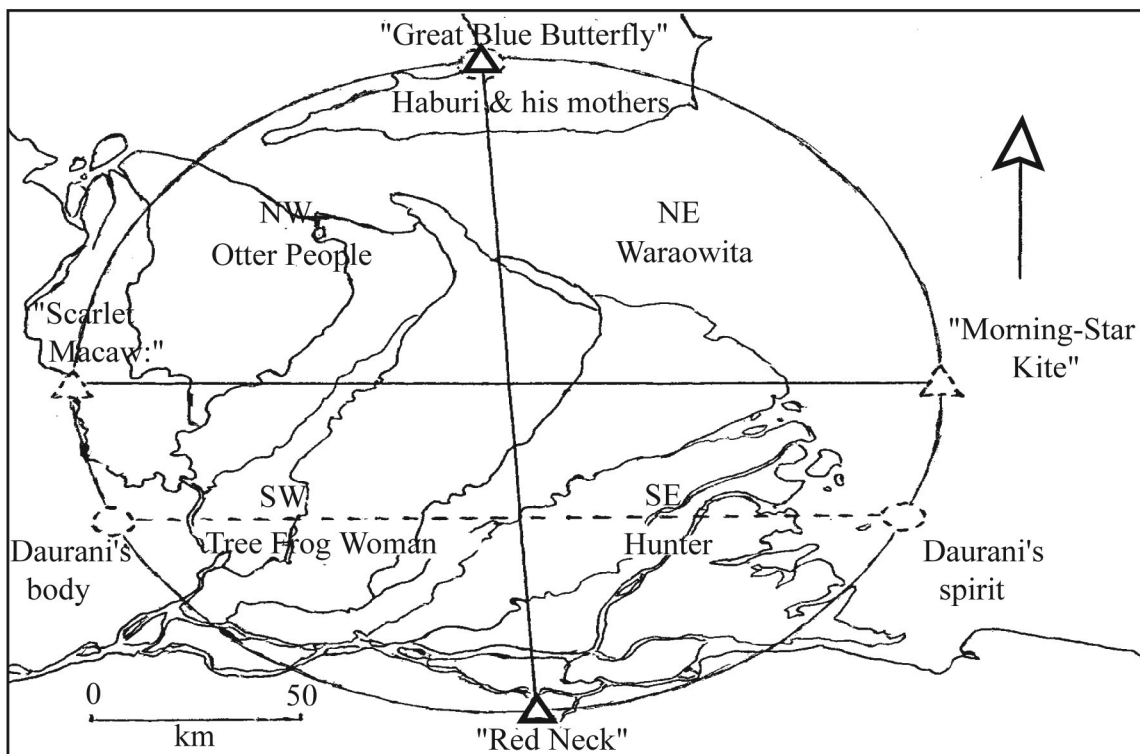 "Great Blue Butterfly"
Haburi & his mothers
NW
Otter People
NE
Waraowita
"Scarlet
Macaw:"
"Morning-Star
Kite"
SW
Tree Frog Woman
SE
Hunter
Daurani's
body
Daurani's
spirit
0 50
km
"Red Neck"